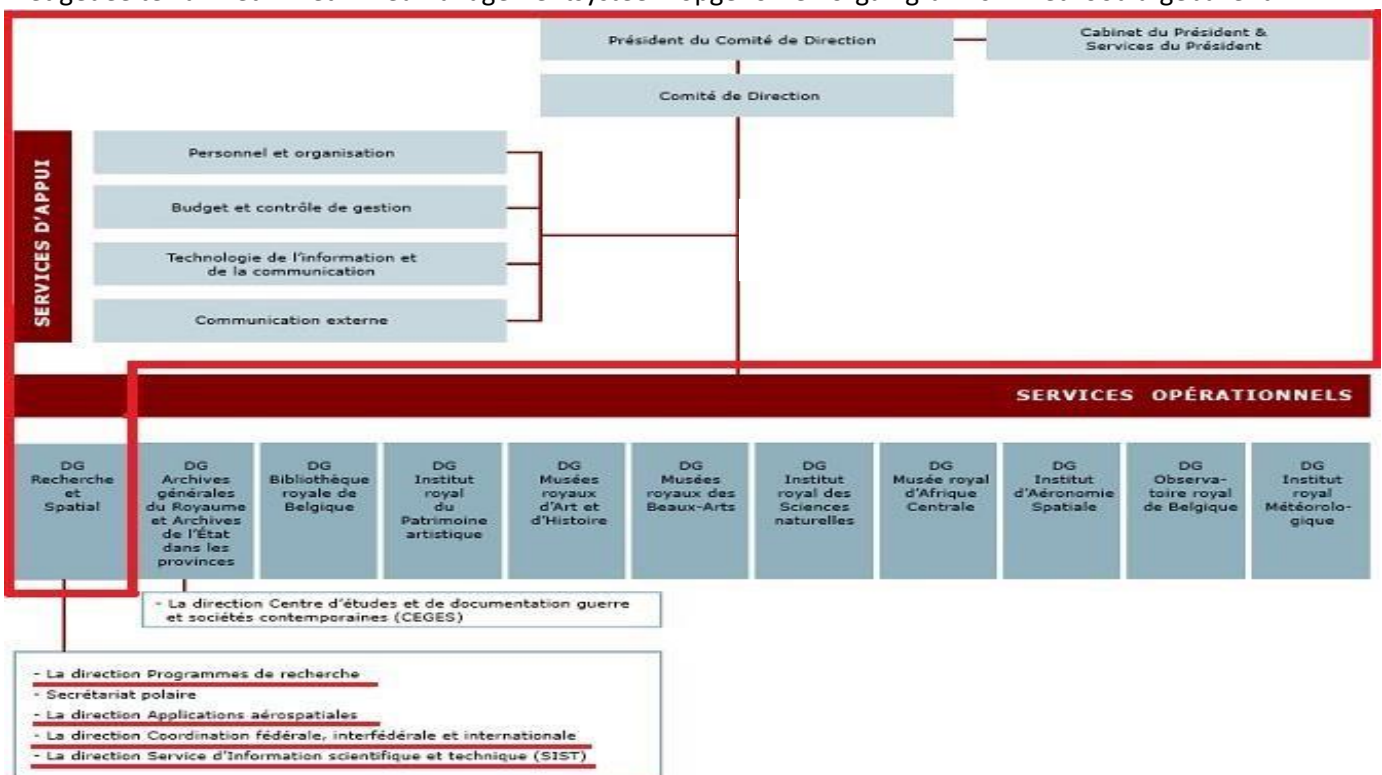 Président du Comité de Direction
Cabinet du Président &
Services du Président
Comité de Direction
SERVICES D'APPUI
Personnel et organisation
Budget et contrôle de gestion
Technologie de l'information et
de la communication
Communication externe
SERVICES OPÉRATIONNELS
DG
Recherche
et
Spatial
DG
Archives
générales
du Royaume
et Archives
de l'État
dans les
provinces
DG
Bibliothèque
royale de
Belgique
DG
Institut
royal
du
Patrimoine
artistique
DG
Musées
royaux
d'Art et
d'Histoire
DG
Musées
royaux des
Beaux-Arts
DG
Institut
royal des
Sciences
naturelles
DG
Musée royal
d'Afrique
Centrale
DG
Institut
d'Aéronomie
Spatiale
DG
Observa-
toire royal
de Belgique
DG
Institut
royal
Météorolo-
gique
- La direction Centre d'études et de documentation guerre
et sociétés contemporaines (CEGES)
- La direction Programmes de recherche
- Secrétariat polaire
- La direction Applications aérospatiales
- La direction Coordination fédérale, interfédérale et internationale
- La direction Service d'Information scientifique et technique (SIST)